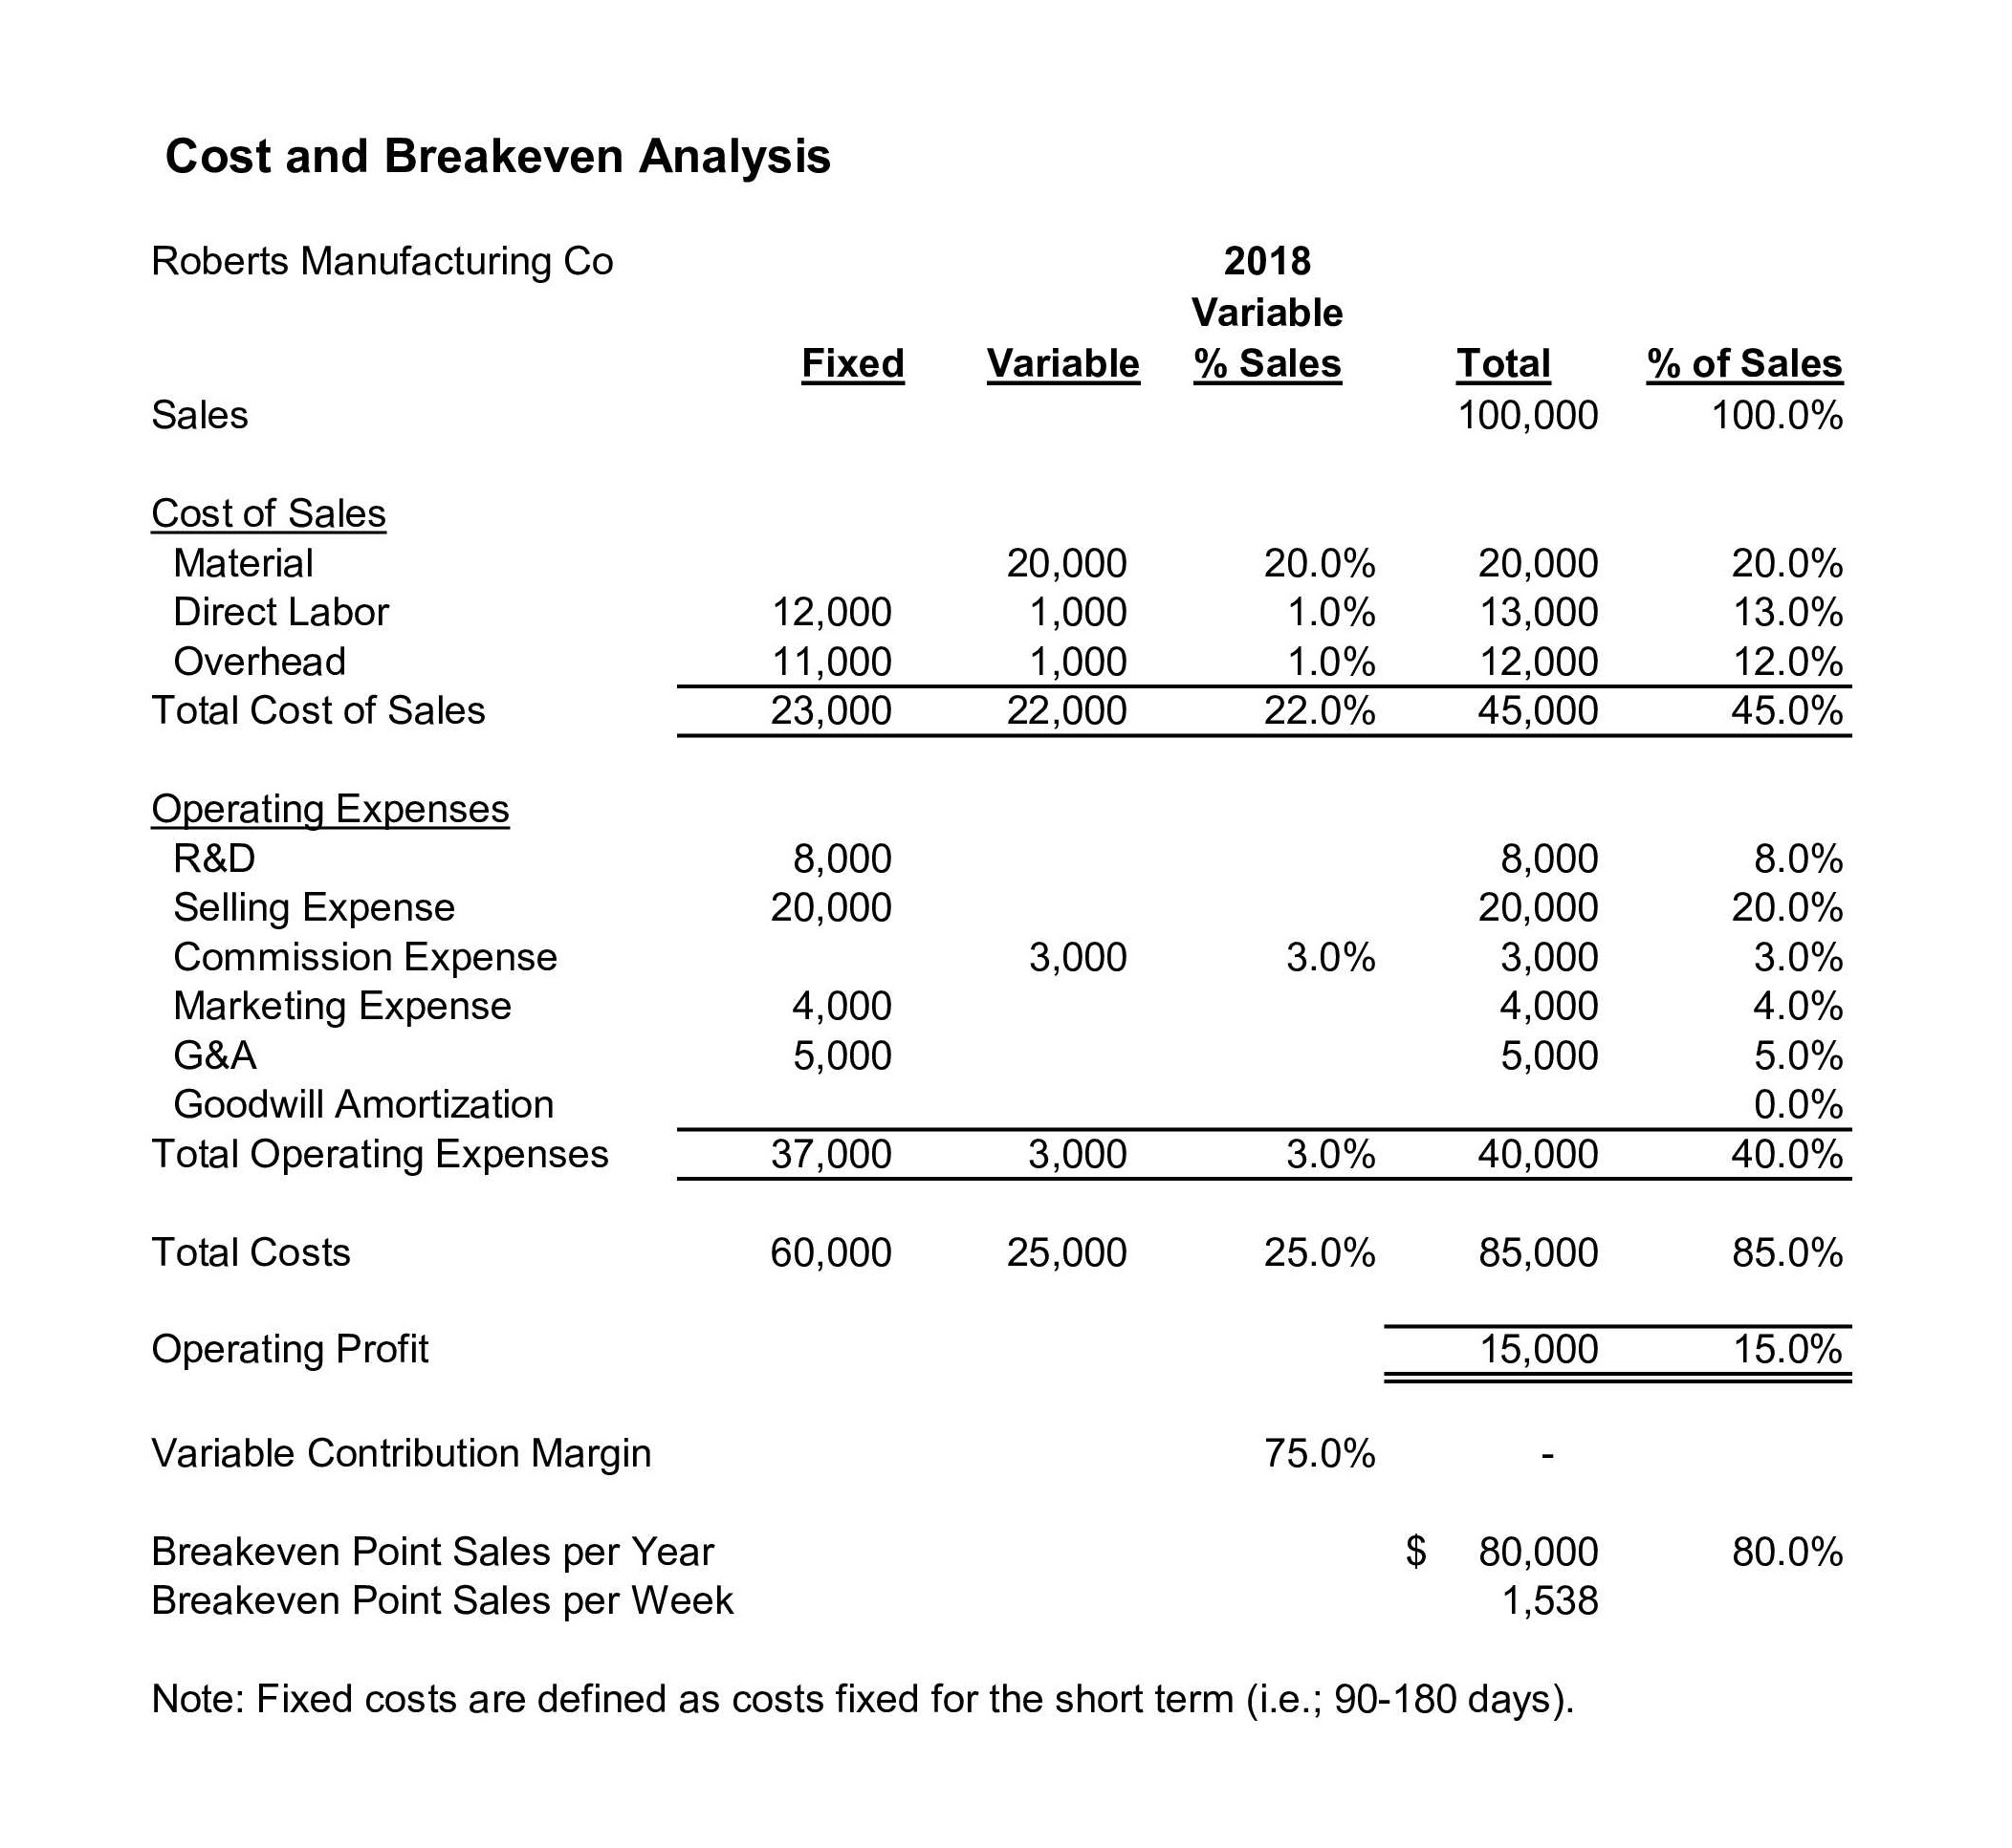 Cost and Breakeven Analysis
Roberts Manufacturing Co 2018
Variable
Fixed Variable % Sales Total % of Sales
Sales 100,000 100.0%
Cost of Sales
Material 20,000 20.0% 20,000 20.0%
Direct Labor 12,000 1,000 1.0% 13,000 13.0%
Overhead 11,000 1,000 1.0% 12,000 12.0%
Total Cost of Sales 23,000 22,000 22.0% 45,000 45.0%
Operating Expenses
R&D 8,000 8,000 8.0%
Selling Expense 20,000 20,000 20.0%
Commission Expense 3,000 3.0% 3,000 3.0%
Marketing Expense 4,000 4,000 4.0%
G&A 5,000 5,000 5.0%
Goodwill Amortization 0.0%
Total Operating Expenses 37,000 3,000 3.0% 40,000 40.0%
Total Costs 60,000 25,000 25.0% 85,000 85.0%
Operating Profit 15,000 15.0%
Variable Contribution Margin 75.0% -
Breakeven Point Sales per Year $ 80,000 80.0%
Breakeven Point Sales per Week 1,538
Note: Fixed costs are defined as costs fixed for the short term (i.e.; 90-180 days).